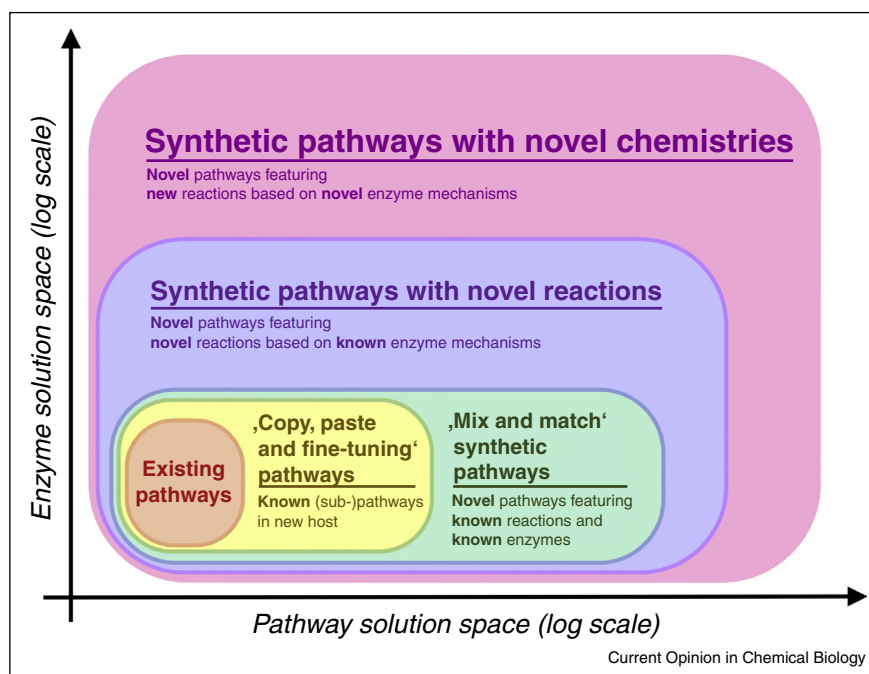 Enzyme solution space (log scale)
Synthetic pathways with novel chemistries
Novel pathways featuring
new reactions based on novel enzyme mechanisms
Synthetic pathways with novel reactions
Novel pathways featuring
novel reactions based on known enzyme mechanisms
Existing
pathways
‚Copy, paste
and fine-tuning‘
pathways
Known (sub-)pathways
in new host
‚Mix and match‘
synthetic
pathways
Novel pathways featuring
known reactions and
known enzymes
Pathway solution space (log scale)
Current Opinion in Chemical Biology